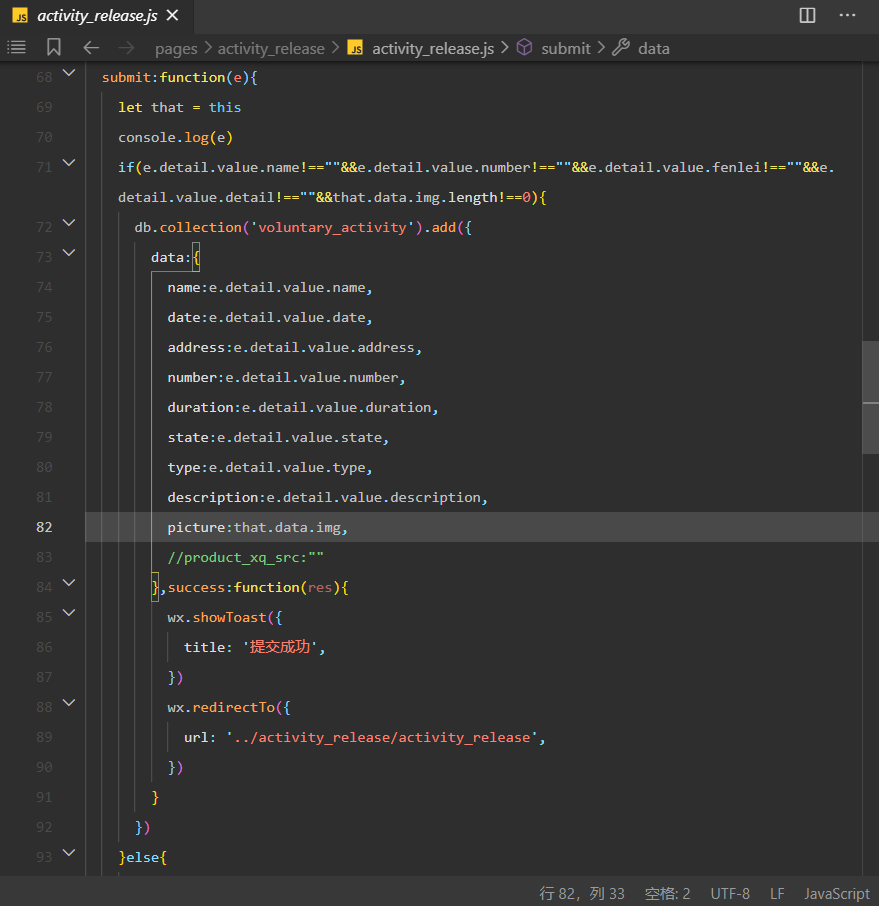 JS activity_release.js
pages > activity_release > JS activity_release.js > submit > data
68 submit:function(e){
69 let that = this
70 console.log(e)
71 if(e.detail.value.name!==""&&e.detail.value.number!==""&&e.detail.value.fenlei!==""&&e.
detail.value.detail!==""&&that.data.img.length!==0){
72 db.collection('voluntary_activity').add({
73 data:{
74 name:e.detail.value.name,
75 date:e.detail.value.date,
76 address:e.detail.value.address,
77 number:e.detail.value.number,
78 duration:e.detail.value.duration,
79 state:e.detail.value.state,
80 type:e.detail.value.type,
81 description:e.detail.value.description,
82 picture:that.data.img,
83 //product_xq_src:""
84 },success:function(res){
85 wx.showToast({
86 title: '提交成功',
87 })
88 wx.redirectTo({
89 url: '../activity_release/activity_release',
90 })
91 }
92 })
93 }else{
行 82，列 33 空格: 2 UTF-8 LF JavaScript